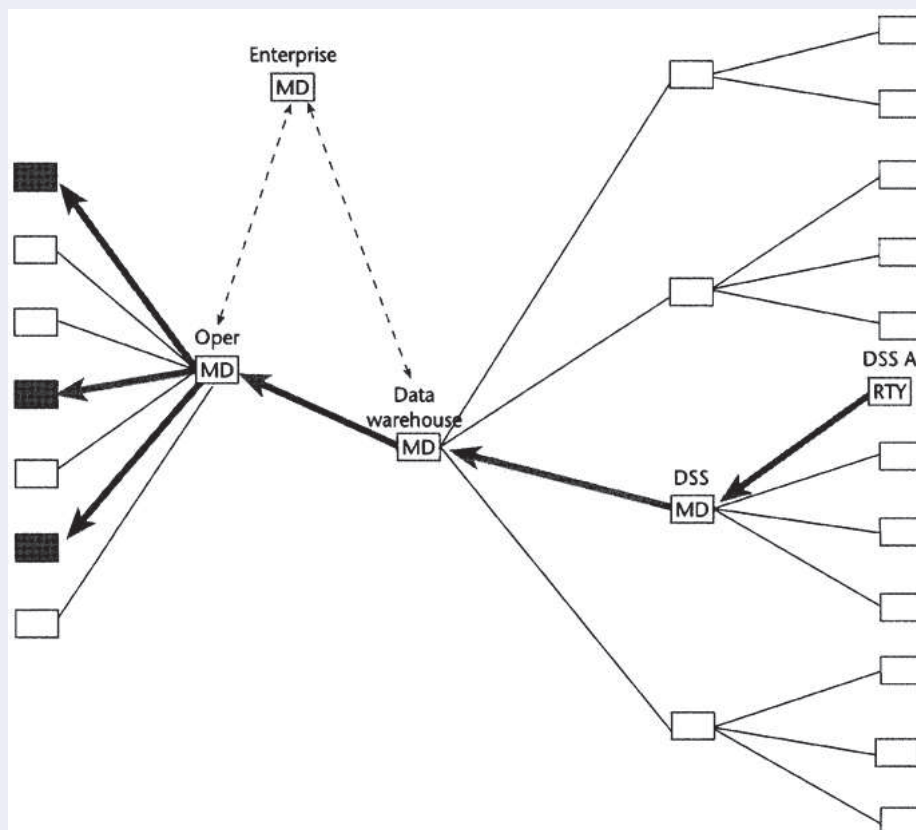 Enterprise
MD
Oper
MD
DSS A
RTY
Data
warehouse
MD
DSS
MD